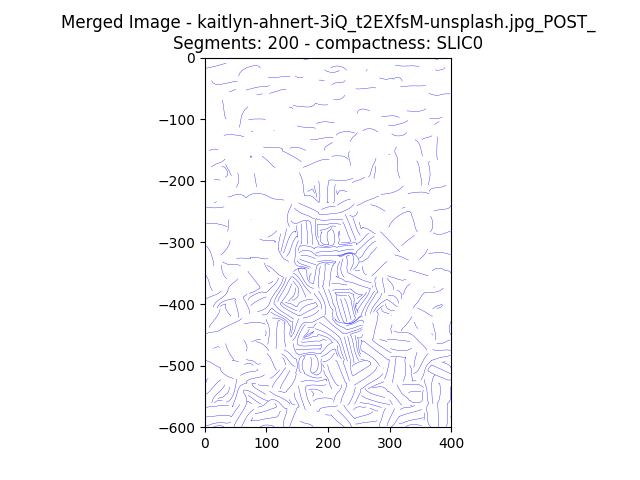 Merged Image - kaitlyn-ahnert-3iQ_t2EXfsM-unsplash.jpg_POST_
Segments: 200 - compactness: SLIC0
0
−100
−200
−300
−400
−500
−600
0 100 200 300 400